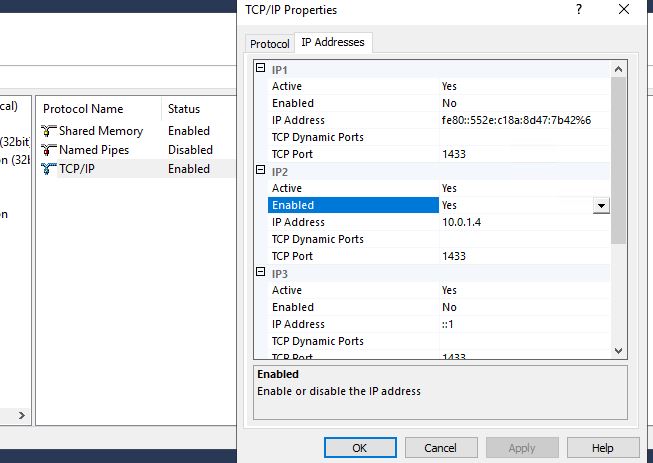 TCP/IP Properties
? ×
Protocol IP Addresses
cal)
(32bit)
on (32b
on
Protocol Name Status
Shared Memory Enabled
Named Pipes Disabled
TCP/IP Enabled
IP1
Active Yes
Enabled No
IP Address fe80::552e:c18a:8d47:7b42%6
TCP Dynamic Ports
TCP Port 1433
IP2
Active Yes
Enabled Yes
IP Address 10.0.1.4
TCP Dynamic Ports
TCP Port 1433
IP3
Active Yes
Enabled No
IP Address ::1
TCP Dynamic Ports
TCP Port 1433
Enabled
Enable or disable the IP address
OK Cancel Apply Help